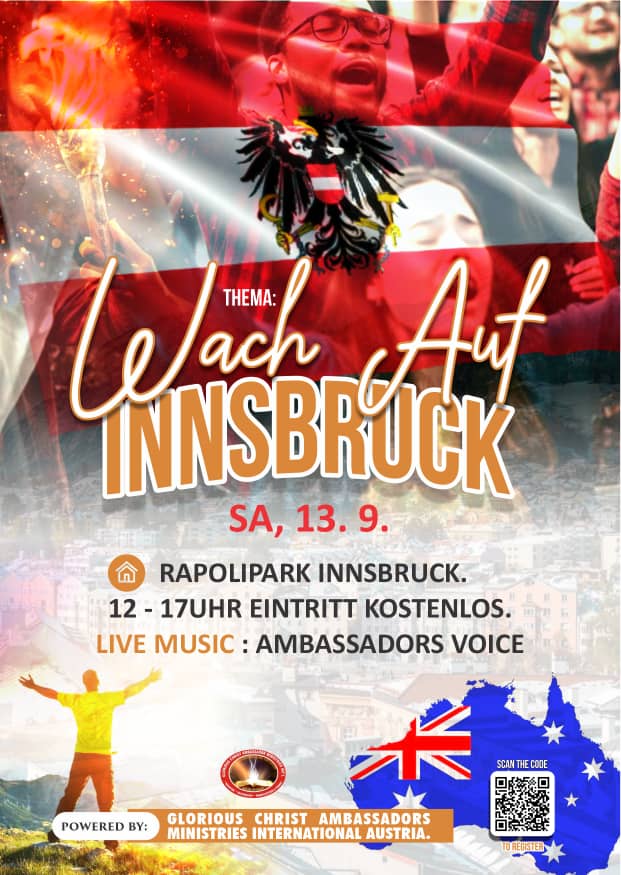 THEMA:
Wach Auf
INNSBRUCK
SA, 13. 9.
RAPOLIPARK INNSBRUCK.
12 - 17UHR EINTRITT KOSTENLOS.
LIVE MUSIC : AMBASSADORS VOICE
SCAN THE CODE
TO REGISTER
POWERED BY:
GLORIOUS CHRIST AMBASSADORS
MINISTRIES INTERNATIONAL AUSTRIA.